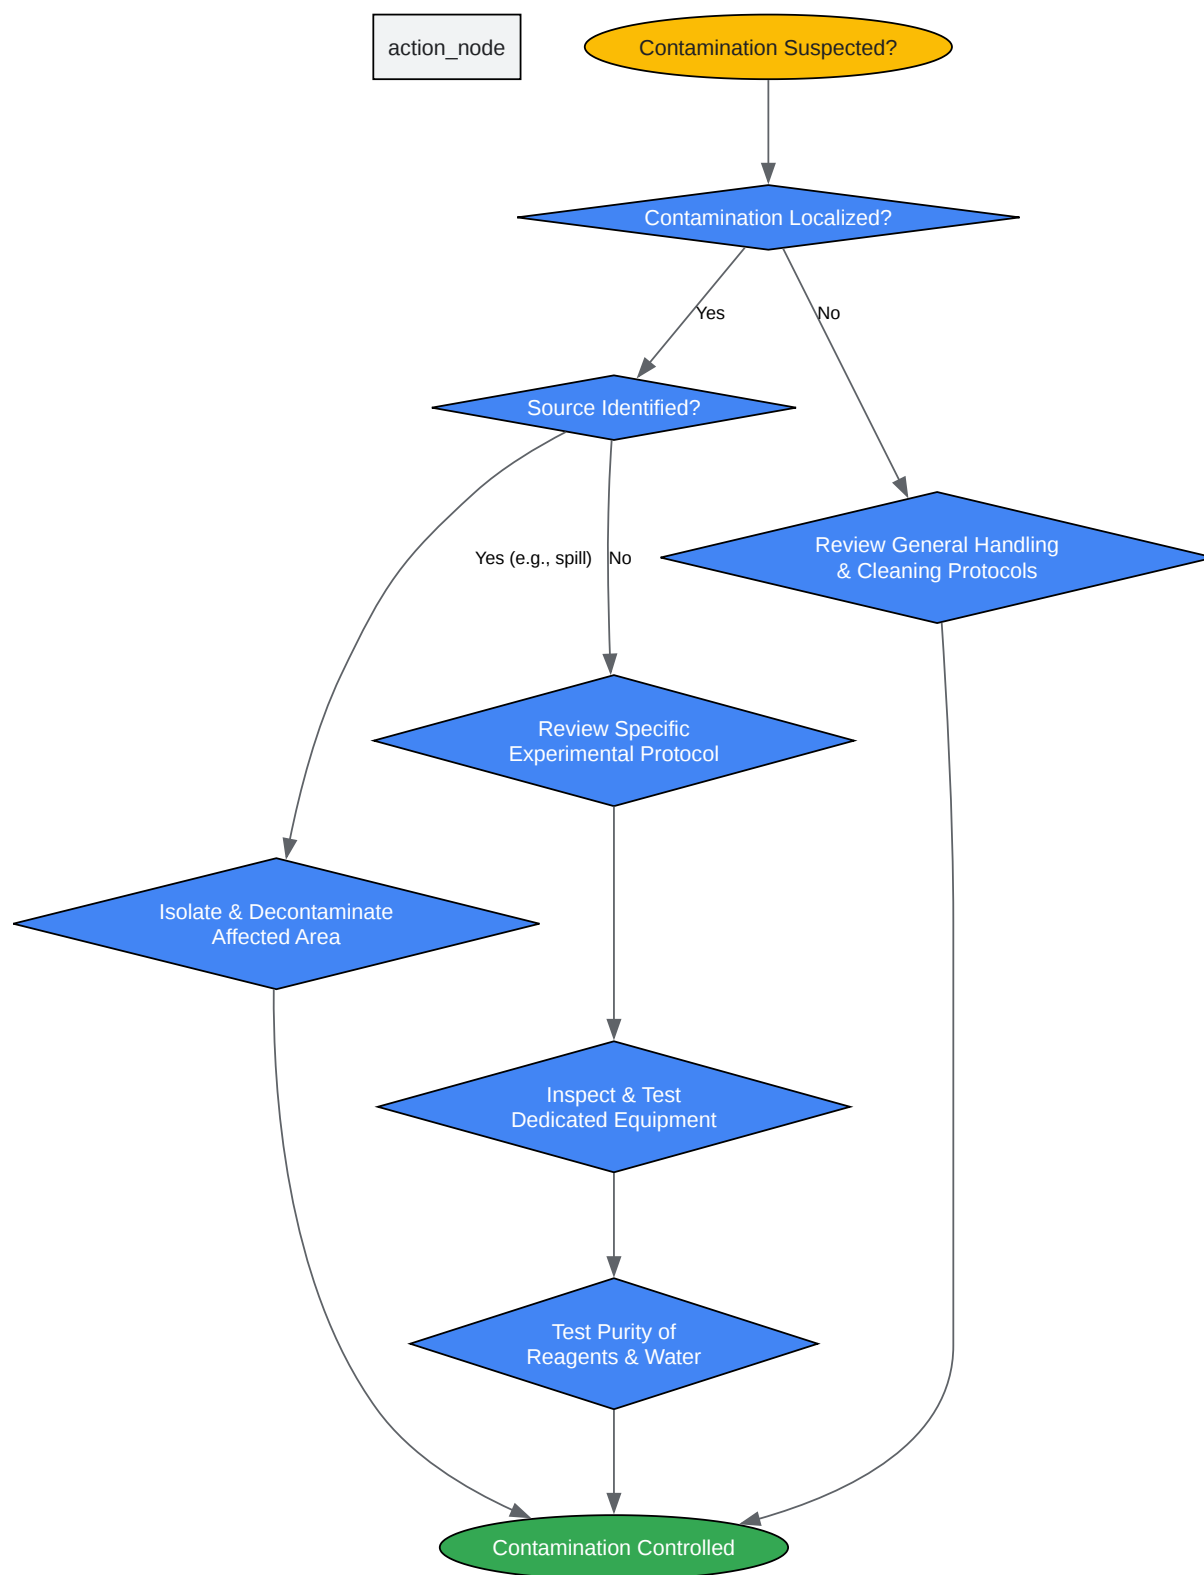 action_node
Contamination Suspected?
Contamination Localized?
Yes
No
Source Identified?
Yes (e.g., spill)
No
Review General Handling
& Cleaning Protocols
Review Specific
Experimental Protocol
Isolate & Decontaminate
Affected Area
Inspect & Test
Dedicated Equipment
Test Purity of
Reagents & Water
Contamination Controlled